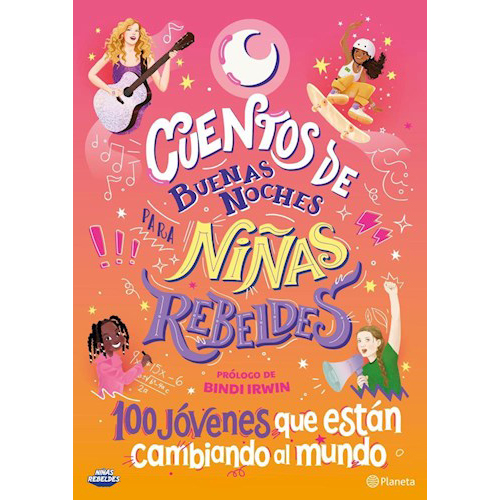 CUENTOS DE
BUENAS
NOCHES
PARA
NIÑAS
REBELDES
PRÓLOGO DE
BINDI IRWIN
100 JÓVENES que están
cambiando al mundo
NIÑAS
REBELDES
Planeta